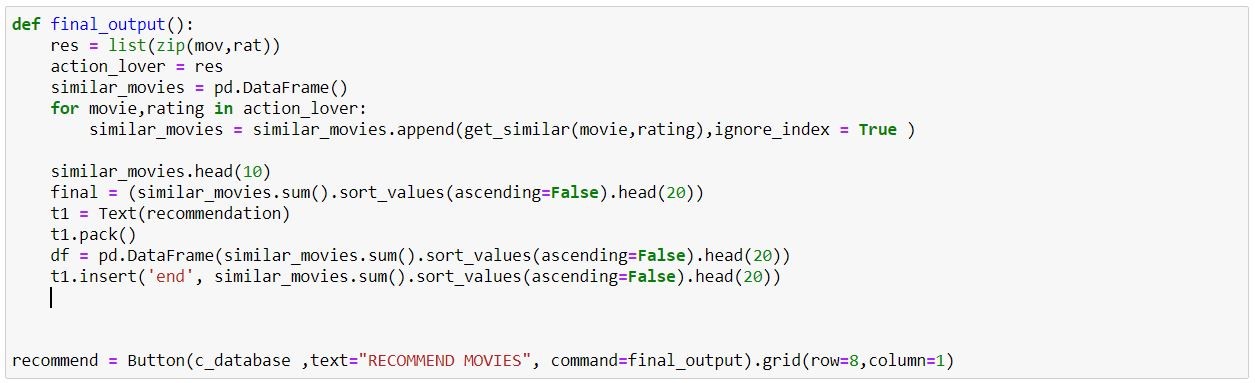 def final_output():
    res = list(zip(mov,rat))
    action_lover = res
    similar_movies = pd.DataFrame()
    for movie,rating in action_lover:
        similar_movies = similar_movies.append(get_similar(movie,rating),ignore_index = True )
    similar_movies.head(10)
    final = (similar_movies.sum().sort_values(ascending=False).head(20))
    t1 = Text(recommendation)
    t1.pack()
    df = pd.DataFrame(similar_movies.sum().sort_values(ascending=False).head(20))
    t1.insert('end', similar_movies.sum().sort_values(ascending=False).head(20))
recommend = Button(c_database ,text="RECOMMEND MOVIES", command=final_output).grid(row=8,column=1)